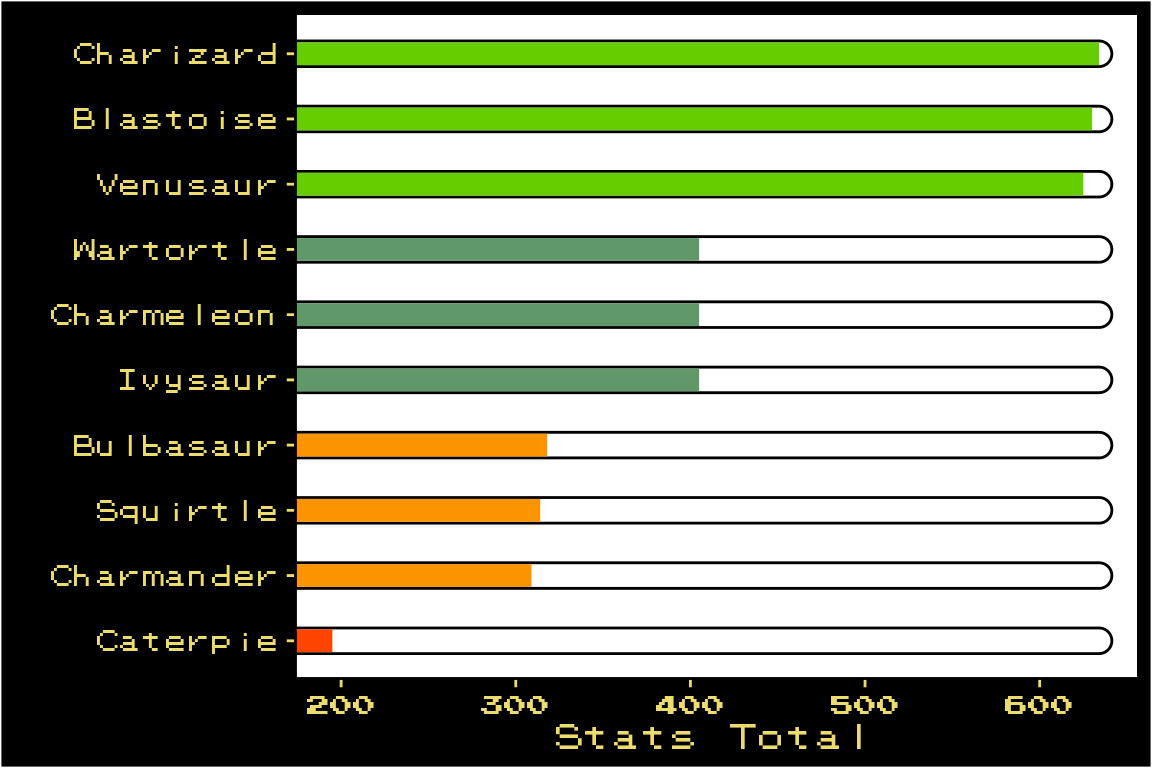 Charizard
Blastoise
Venusaur
Wartortle
Charmeleon
Ivysaur
Bulbasaur
Squirtle
Charmander
Caterpie
200 300 400 500 600
Stats Total